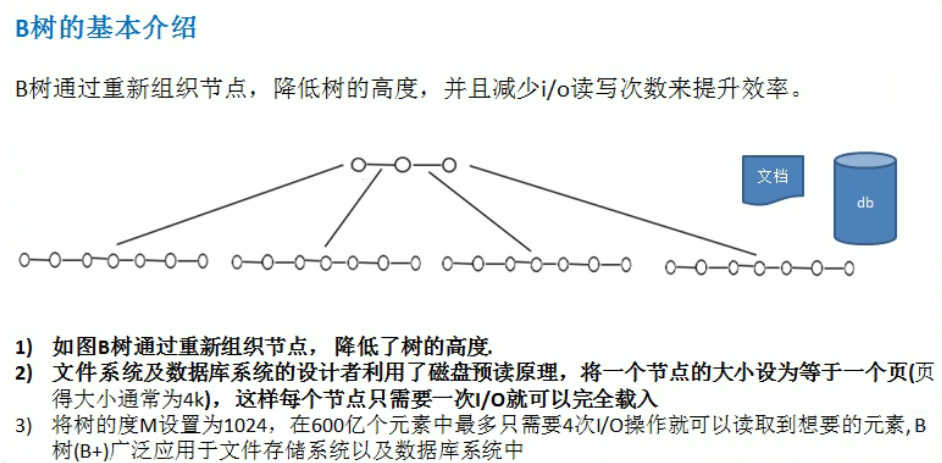 B树的基本介绍
B树通过重新组织节点，降低树的高度，并且减少i/o读写次数来提升效率。
文档
db
1) 如图B树通过重新组织节点， 降低了树的高度.
2) 文件系统及数据库系统的设计者利用了磁盘预读原理，将一个节点的大小设为等于一个页(页
得大小通常为4k)，这样每个节点只需要一次I/O就可以完全载入
3) 将树的度M设置为1024，在600亿个元素中最多只需要4次I/O操作就可以读取到想要的元素, B
树(B+)广泛应用于文件存储系统以及数据库系统中